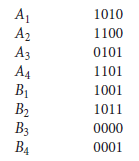 A₁ 1010
A₂ 1100
A₃ 0101
A₄ 1101
B₁ 1001
B₂ 1011
B₃ 0000
B₄ 0001